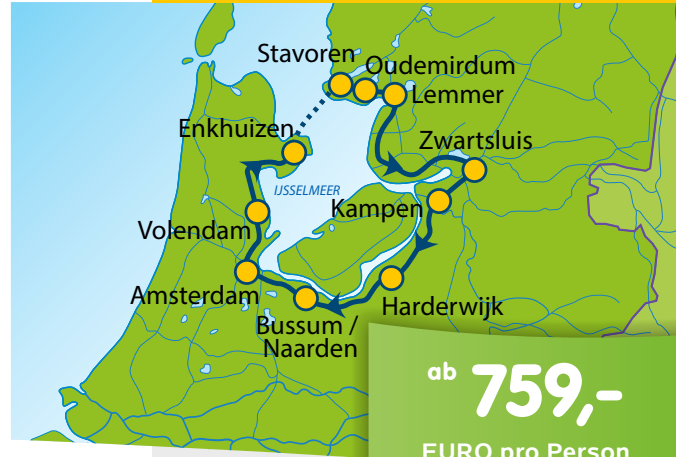 Stavoren
Oudemirdum
Lemmer
Enkhuizen
Zwartsluis
IJSSELMEER
Kampen
Volendam
Amsterdam
Harderwijk
Bussum /
Naarden
ab 759,-
EURO pro Person